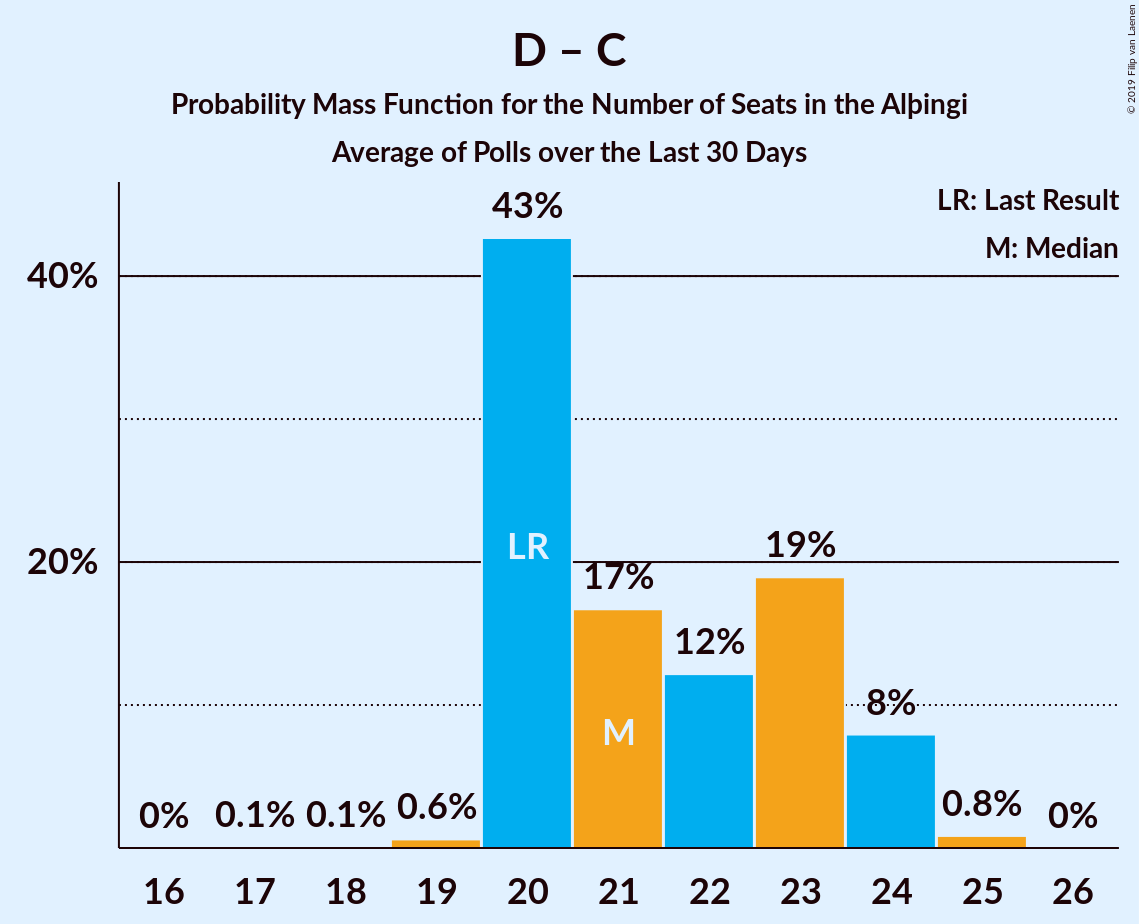 D – C
Probability Mass Function for the Number of Seats in the Alþingi
Average of Polls over the Last 30 Days
© 2019 Filip van Laenen
LR: Last Result
M: Median
40%
20%
43%
LR
17%
M
12%
19%
8%
0%
0.1%
0.1%
0.6%
0.8%
0%
16 17 18 19 20 21 22 23 24 25 26